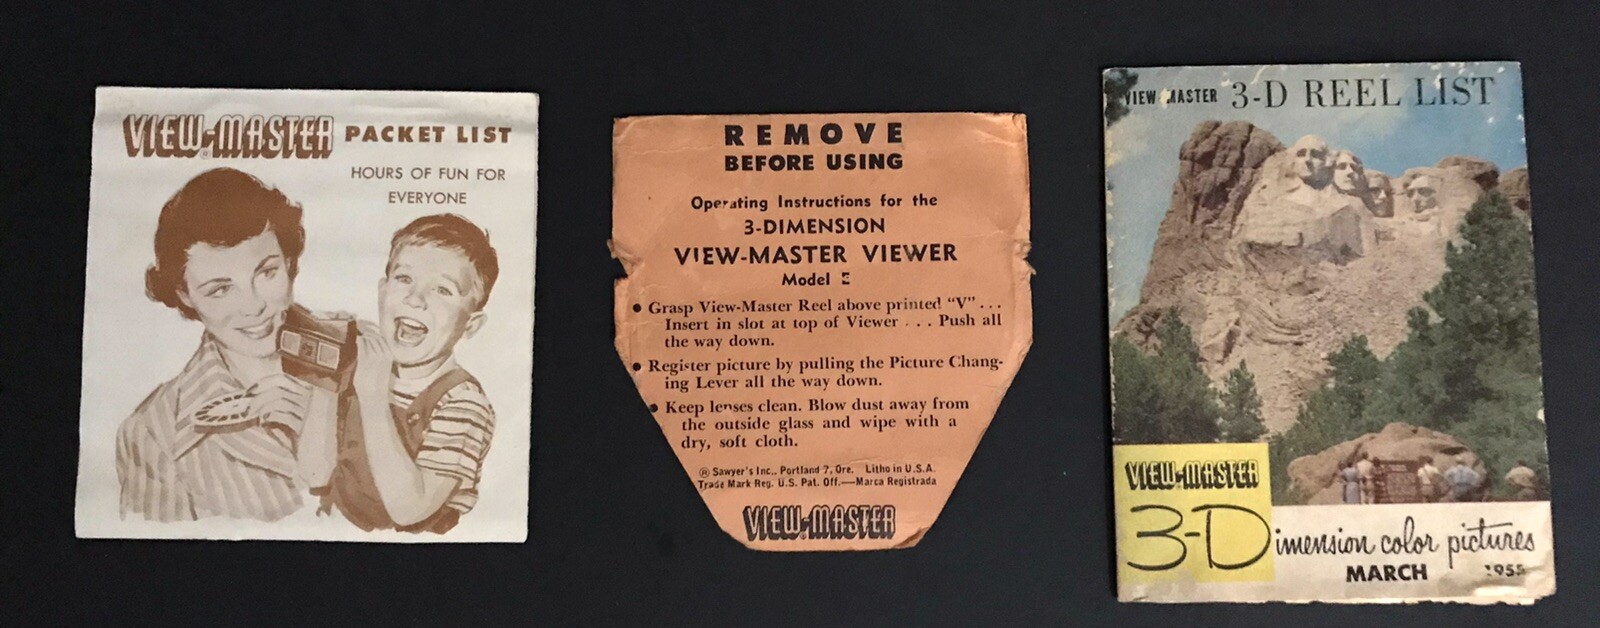 VIEW-MASTER PACKET LIST
HOURS OF FUN FOR
EVERYONE
REMOVE
BEFORE USING
Operating Instructions for the
3-DIMENSION
VIEW-MASTER VIEWER
Model E
• Grasp View-Master Reel above printed "V" . . .
Insert in slot at top of Viewer . . . Push all
the way down.
• Register picture by pulling the Picture Chang-
ing Lever all the way down.
• Keep lenses clean. Blow dust away from
the outside glass and wipe with a
dry, soft cloth.
® Sawyer's Inc., Portland 7, Ore. Litho in U.S.A.
Trade Mark Reg. U.S. Pat. Off.—Marca Registrada
VIEW-MASTER
VIEW-MASTER 3-D REEL LIST
VIEW-MASTER
3-Dimension color pictures
MARCH 1955